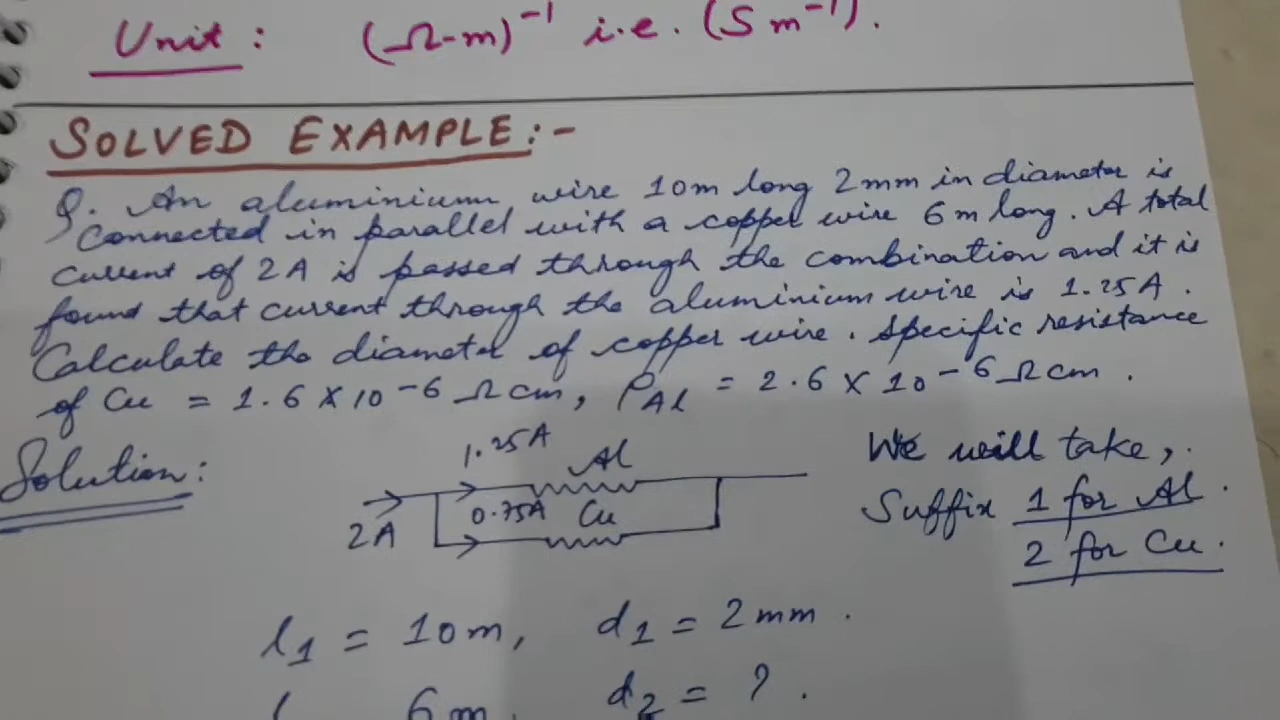 Unit: (Ω-m)⁻¹ i.e. (S m⁻¹).
SOLVED EXAMPLE:-
Q. An aluminium wire 10m long 2mm in diameter is
connected in parallel with a copper wire 6m long. A total
current of 2A is passed through the combination and it is
found that current through the aluminium wire is 1.25A.
Calculate the diameter of copper wire. Specific resistance
of Cu = 1.6 X 10⁻⁶ Ω cm, ρAl = 2.6 X 10⁻⁶ Ω cm.
Solution:
1.25A Al
0.75A Cu
2A
We will take,
Suffix 1 for Al.
2 for Cu.
l₁ = 10m, d₁ = 2mm.
6m, d₂ = ?.